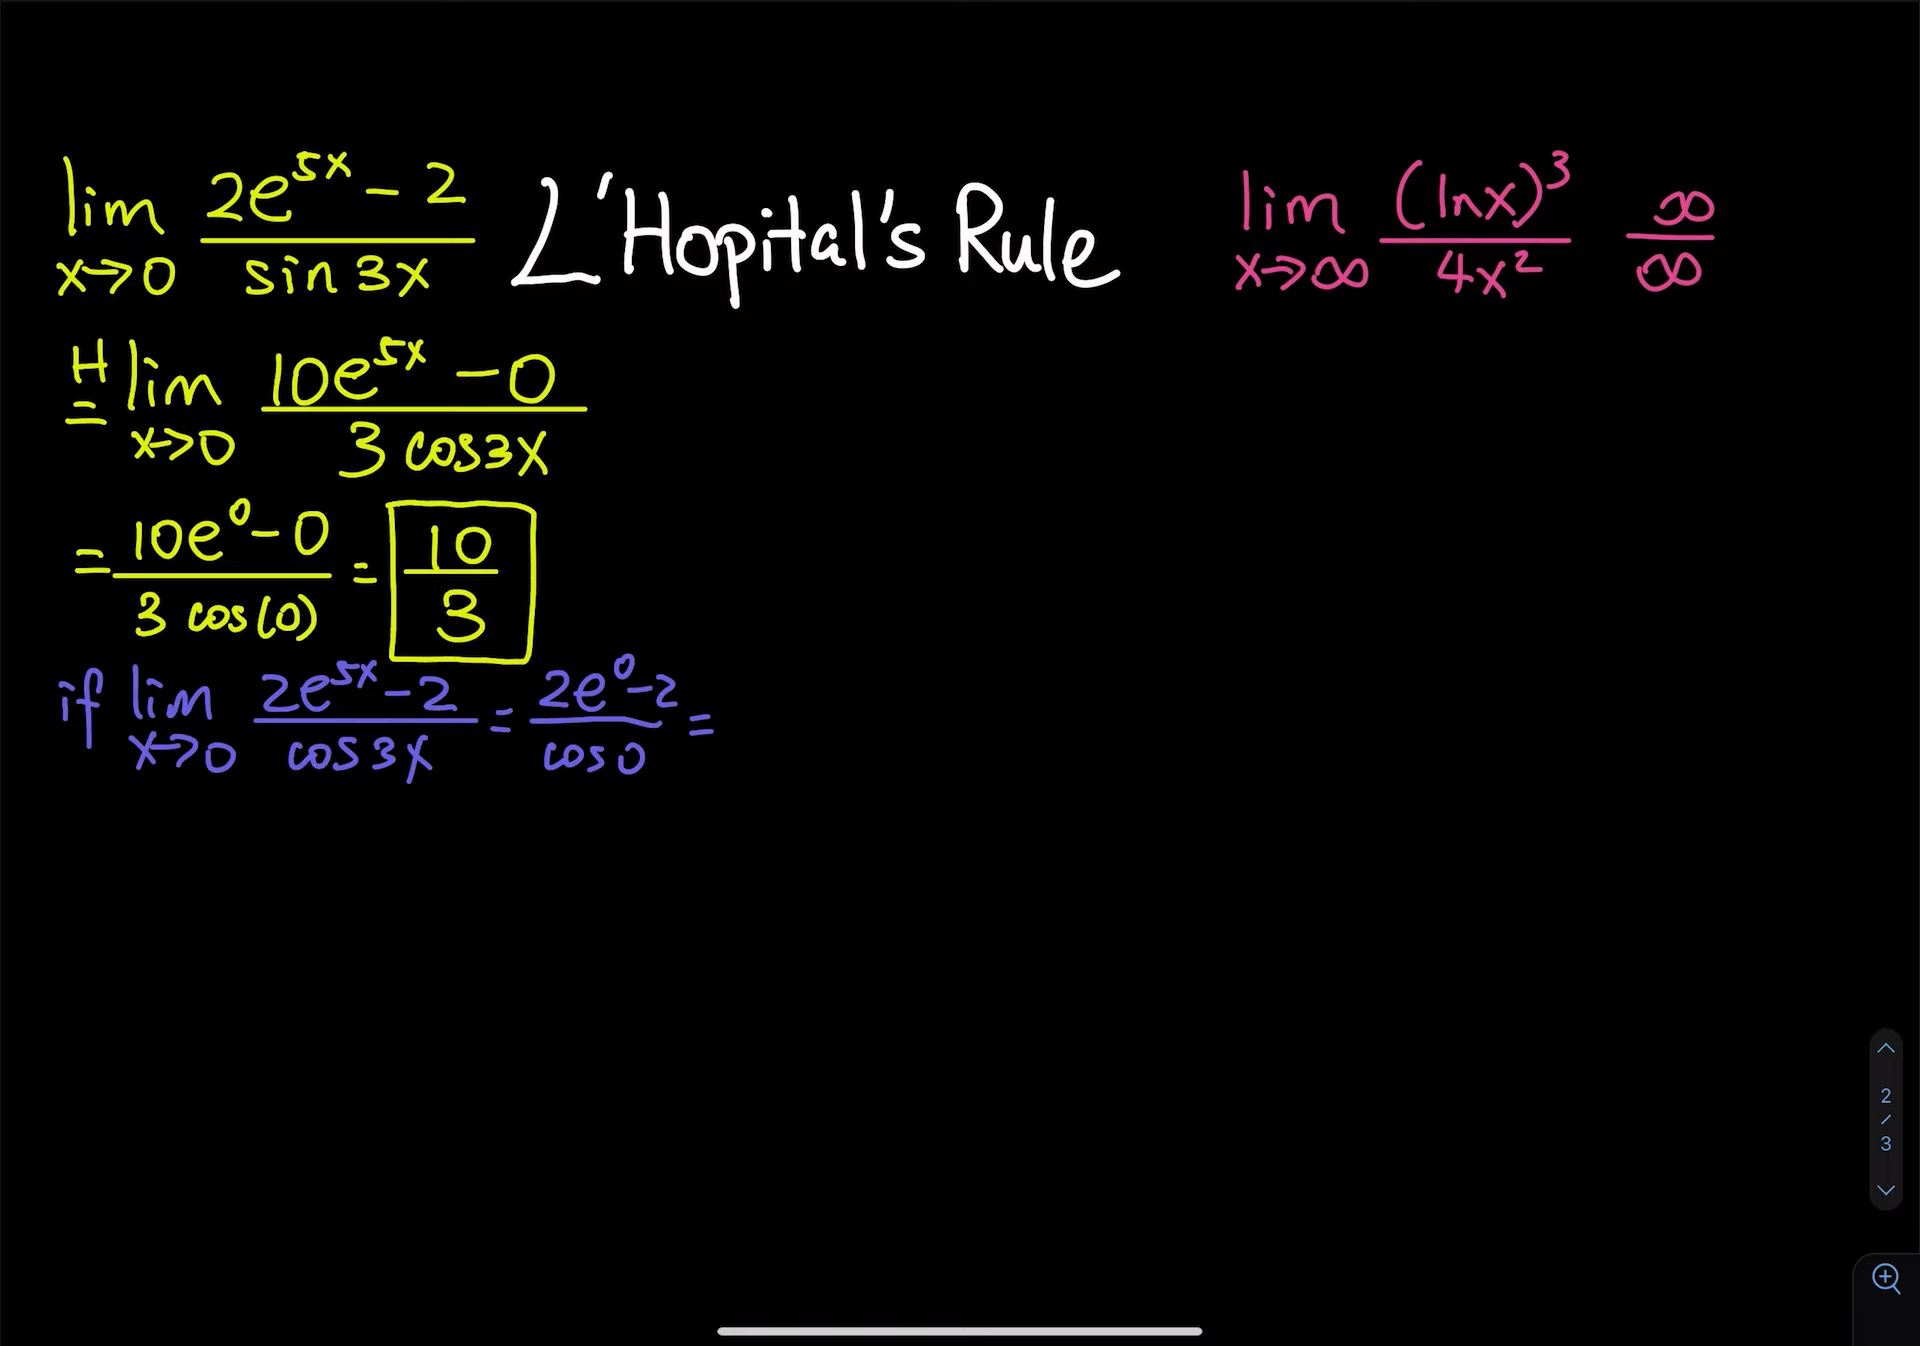 lim x→0 (2e^{5x} - 2)/(sin 3x)
L'Hopital's Rule
lim x→∞ (ln x)^3/(4x^2) ∞/∞
H= lim x→0 (10e^{5x} - 0)/(3 cos3x)
= (10e^0 - 0)/(3 cos(0)) = 10/3
if lim x→0 (2e^{5x} - 2)/(cos 3x) = (2e^0 - 2)/(cos 0) =
2
/
3